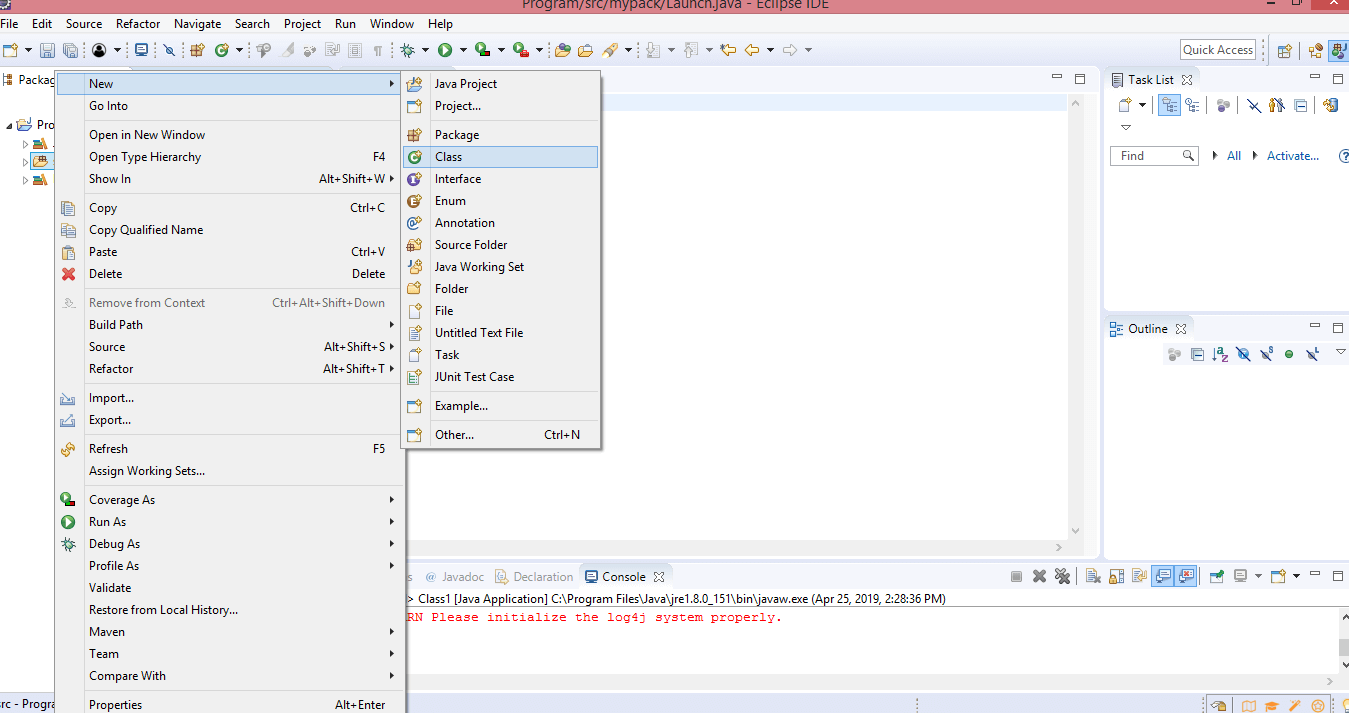 Program/src/mypack/Launch.java - Eclipse IDE
File Edit Source Refactor Navigate Search Project Run Window Help
Quick Access
Packag
Task List
New
Java Project
Go Into
Project...
Pro
Open in New Window
Package
Open Type Hierarchy F4
Class
Find
All
Activate...
Show In Alt+Shift+W
Interface
Copy Ctrl+C
Enum
Copy Qualified Name
Annotation
Paste Ctrl+V
Source Folder
Delete Delete
Java Working Set
Folder
Remove from Context Ctrl+Alt+Shift+Down
File
Build Path
Untitled Text File
Outline
Source Alt+Shift+S
Task
Refactor Alt+Shift+T
JUnit Test Case
Import...
Example...
Export...
Other... Ctrl+N
Refresh F5
Assign Working Sets...
Coverage As
Run As
Debug As
Profile As
Validate
Restore from Local History...
Maven
Team
Compare With
Properties Alt+Enter
s @ Javadoc Declaration Console
> Class1 [Java Application] C:\Program Files\Java\jre1.8.0_151\bin\javaw.exe (Apr 25, 2019, 2:28:36 PM)
RN Please initialize the log4j system properly.
src - Progra